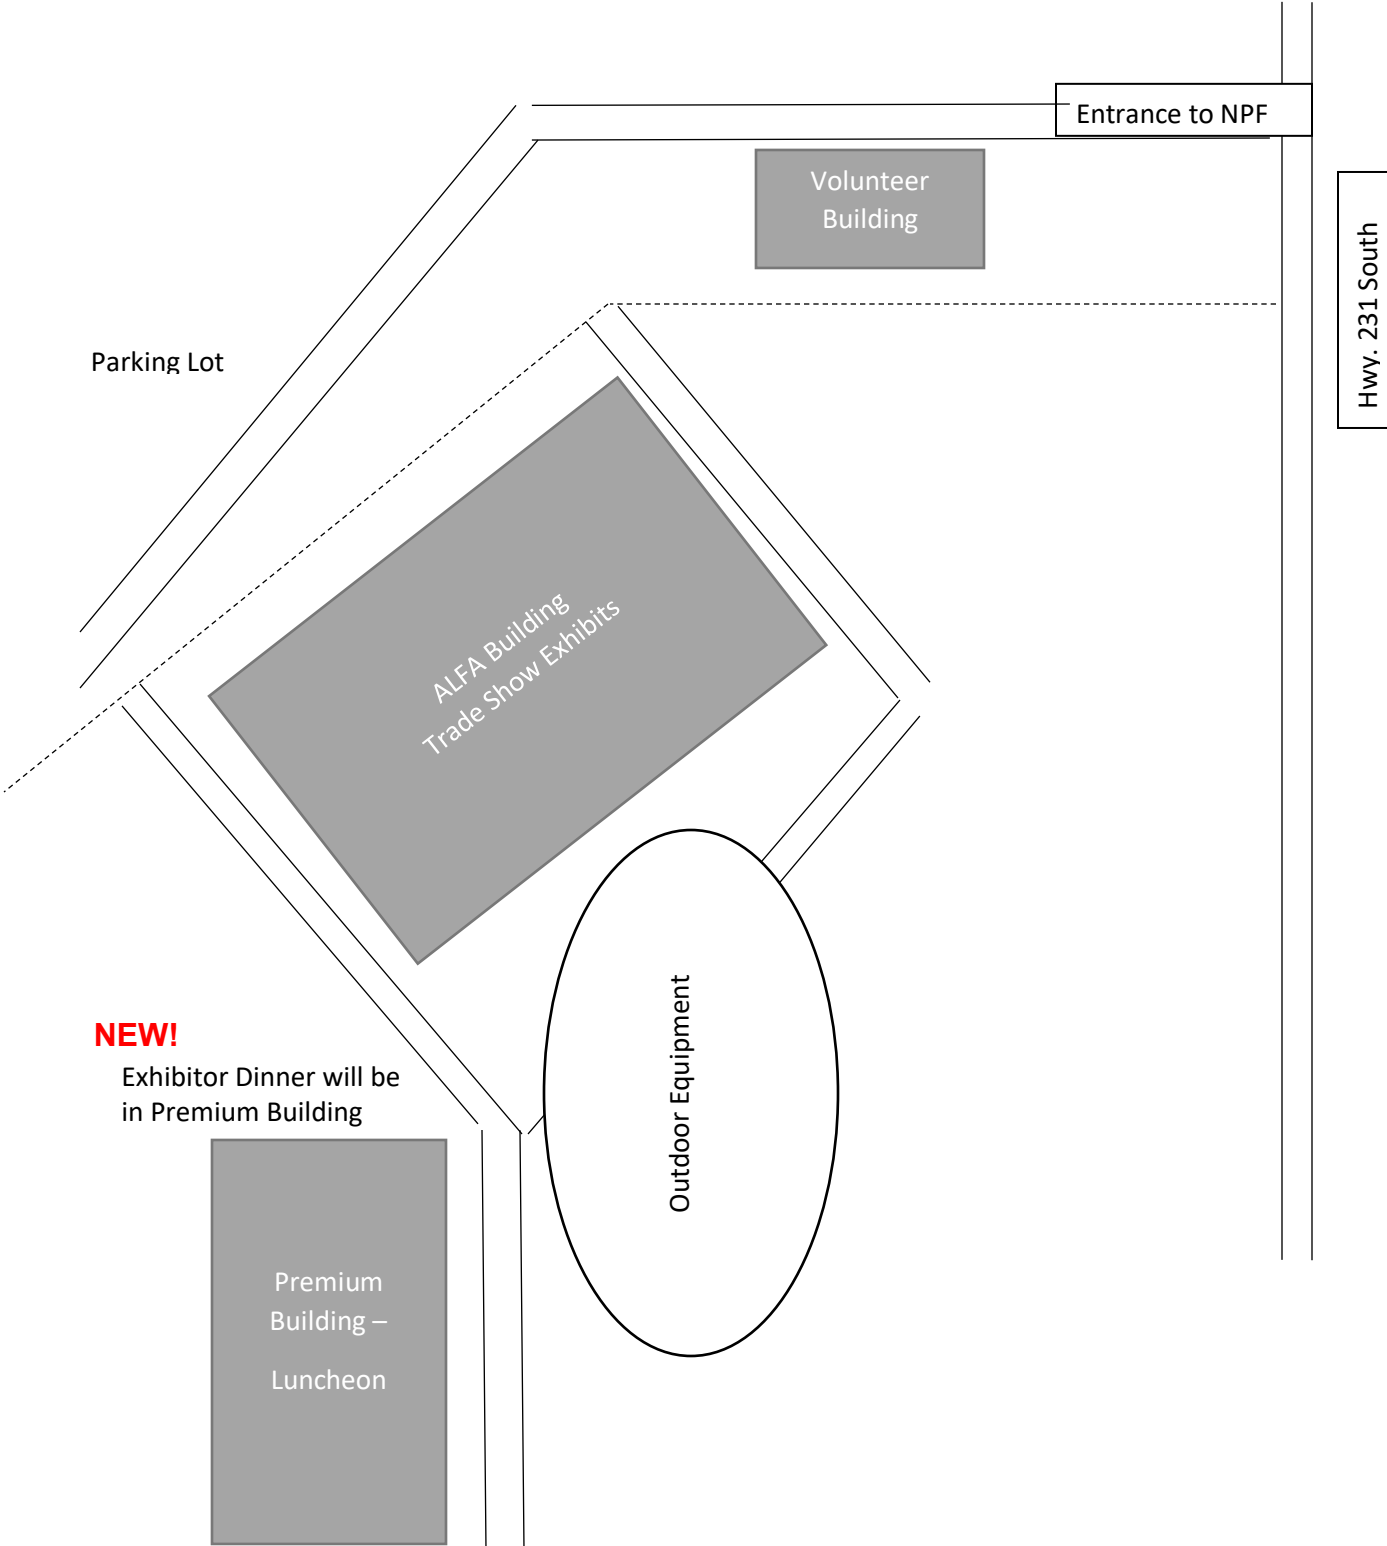 Entrance to NPF
Volunteer
Building
Hwy. 231 South
Parking Lot
ALFA Building
Trade Show Exhibits
Outdoor Equipment
NEW!
Exhibitor Dinner will be
in Premium Building
Premium
Building –
Luncheon